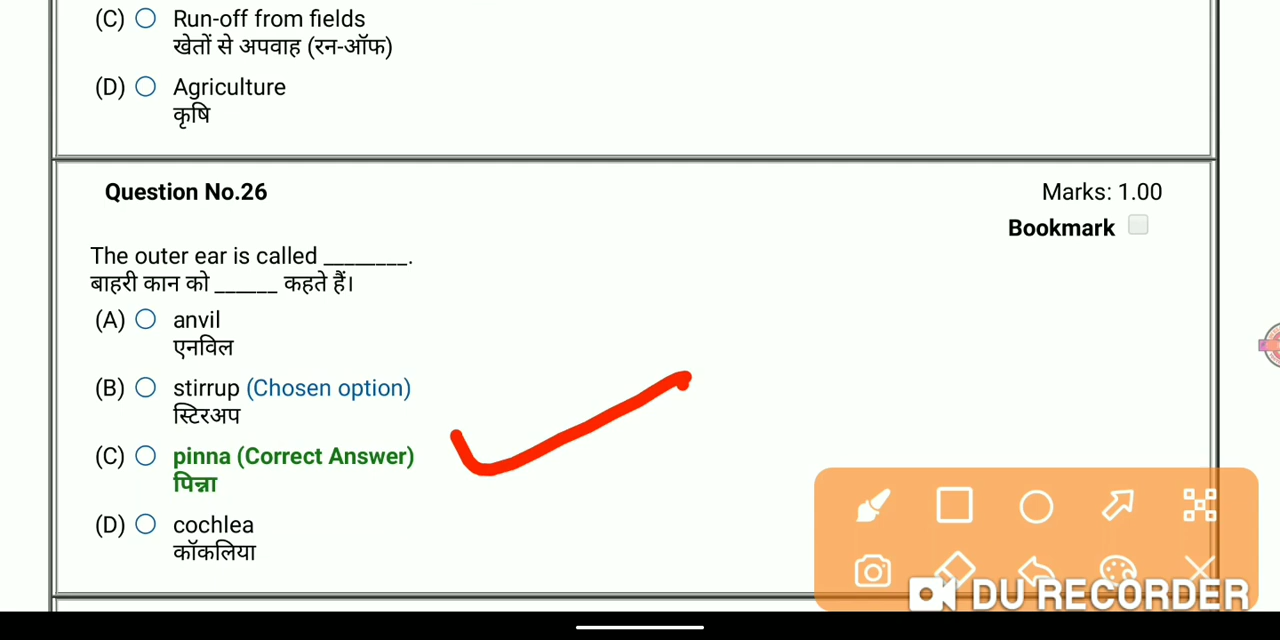 (C) Run-off from fields
खेतों से अपवाह (रन-ऑफ)
(D) Agriculture
कृषि
Question No.26 Marks: 1.00
Bookmark
The outer ear is called _______.
बाहरी कान को ______ कहते हैं।
(A) anvil
एनविल
(B) stirrup (Chosen option)
स्टिरअप
(C) pinna (Correct Answer)
पिन्ना
(D) cochlea
कॉकलिया
DU RECORDER